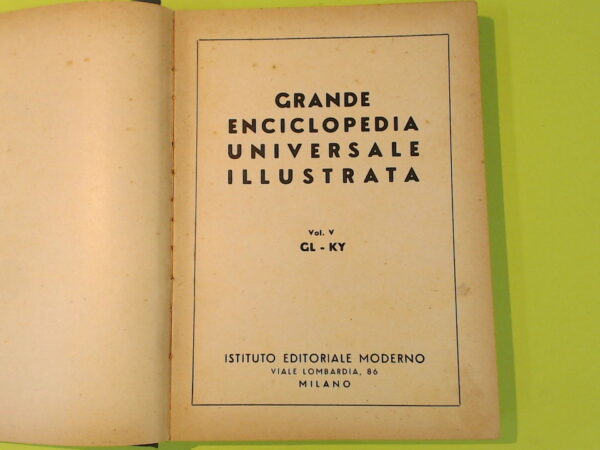 GRANDE
ENCICLOPEDIA
UNIVERSALE
ILLUSTRATA
Vol. V
GL - KY
ISTITUTO EDITORIALE MODERNO
VIALE LOMBARDIA, 86
MILANO